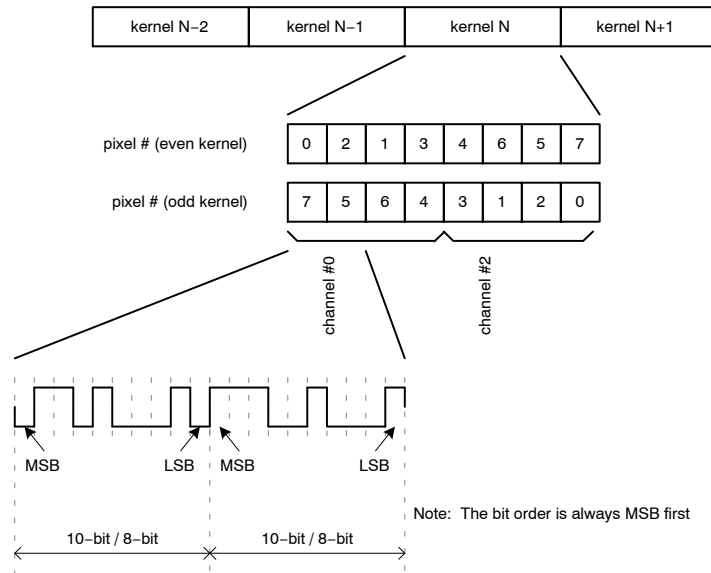 kernel N−2 kernel N−1 kernel N kernel N+1
pixel # (even kernel) 0 2 1 3 4 6 5 7
pixel # (odd kernel) 7 5 6 4 3 1 2 0
channel #0 channel #2
MSB LSB MSB LSB
Note: The bit order is always MSB first
10−bit / 8−bit 10−bit / 8−bit